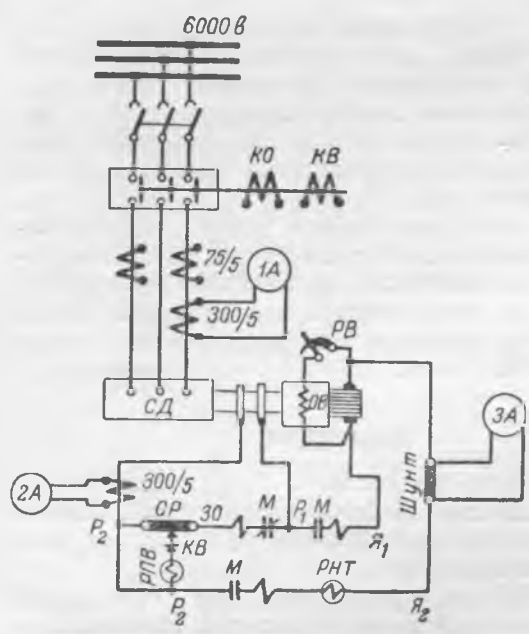 6000 в
КО
КВ
75/5
1А
300/5
РВ
СД
ОВ
3А
Шунт
2А
300/5
Р₂
СР
30
М
Р₁
М
Я₁
КВ
РПВ
Р₂
М
РНТ
Я₂